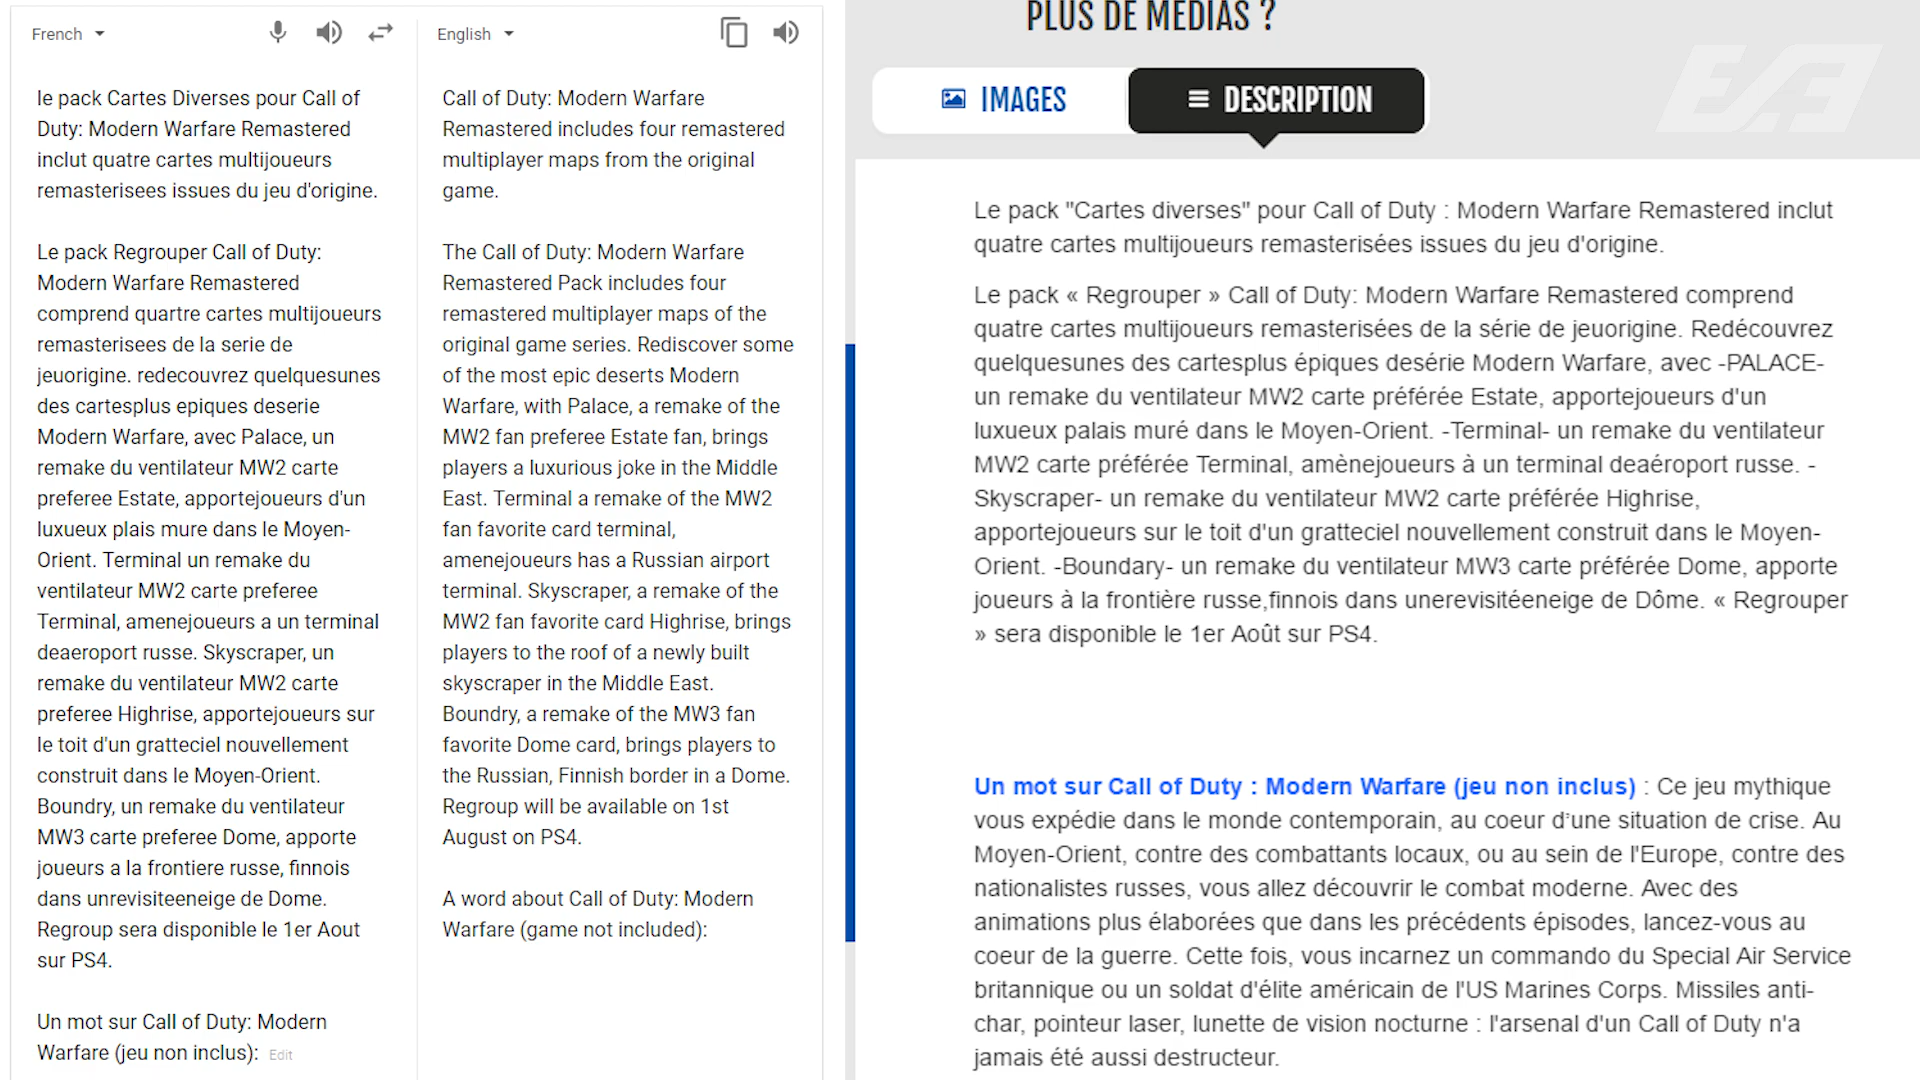 French
English
le pack Cartes Diverses pour Call of
Duty: Modern Warfare Remastered
inclut quatre cartes multijoueurs
remasterisees issues du jeu d'origine.
Le pack Regrouper Call of Duty:
Modern Warfare Remastered
comprend quartre cartes multijoueurs
remasterisees de la serie de
jeuorigine. redecouvrez quelquesunes
des cartesplus epiques deserie
Modern Warfare, avec Palace, un
remake du ventilateur MW2 carte
preferee Estate, apportejoueurs d'un
luxueux plais mure dans le Moyen-
Orient. Terminal un remake du
ventilateur MW2 carte preferee
Terminal, amenejoueurs a un terminal
deaeroport russe. Skyscraper, un
remake du ventilateur MW2 carte
preferee Highrise, apportejoueurs sur
le toit d'un gratteciel nouvellement
construit dans le Moyen-Orient.
Boundry, un remake du ventilateur
MW3 carte preferee Dome, apporte
joueurs a la frontiere russe, finnois
dans unrevisiteeneige de Dome.
Regroup sera disponible le 1er Aout
sur PS4.
Un mot sur Call of Duty: Modern
Warfare (jeu non inclus): Edit
Call of Duty: Modern Warfare
Remastered includes four remastered
multiplayer maps from the original
game.
The Call of Duty: Modern Warfare
Remastered Pack includes four
remastered multiplayer maps of the
original game series. Rediscover some
of the most epic deserts Modern
Warfare, with Palace, a remake of the
MW2 fan preferee Estate fan, brings
players a luxurious joke in the Middle
East. Terminal a remake of the MW2
fan favorite card terminal,
amenejoueurs has a Russian airport
terminal. Skyscraper, a remake of the
MW2 fan favorite card Highrise, brings
players to the roof of a newly built
skyscraper in the Middle East.
Boundry, a remake of the MW3 fan
favorite Dome card, brings players to
the Russian, Finnish border in a Dome.
Regroup will be available on 1st
August on PS4.
A word about Call of Duty: Modern
Warfare (game not included):
PLUS DE MÉDIAS ?
IMAGES
DESCRIPTION
Le pack "Cartes diverses" pour Call of Duty : Modern Warfare Remastered inclut
quatre cartes multijoueurs remasterisées issues du jeu d'origine.
Le pack « Regrouper » Call of Duty: Modern Warfare Remastered comprend
quatre cartes multijoueurs remasterisées de la série de jeuorigine. Redécouvrez
quelquesunes des cartesplus épiques desérie Modern Warfare, avec -PALACE-
un remake du ventilateur MW2 carte préférée Estate, apportejoueurs d'un
luxueux palais muré dans le Moyen-Orient. -Terminal- un remake du ventilateur
MW2 carte préférée Terminal, amènejoueurs à un terminal deaéroport russe. -
Skyscraper- un remake du ventilateur MW2 carte préférée Highrise,
apportejoueurs sur le toit d'un gratteciel nouvellement construit dans le Moyen-
Orient. -Boundary- un remake du ventilateur MW3 carte préférée Dome, apporte
joueurs à la frontière russe,finnois dans unerevisitéeneige de Dôme. « Regrouper
» sera disponible le 1er Août sur PS4.
Un mot sur Call of Duty : Modern Warfare (jeu non inclus) : Ce jeu mythique
vous expédie dans le monde contemporain, au coeur d'une situation de crise. Au
Moyen-Orient, contre des combattants locaux, ou au sein de l'Europe, contre des
nationalistes russes, vous allez découvrir le combat moderne. Avec des
animations plus élaborées que dans les précédents épisodes, lancez-vous au
coeur de la guerre. Cette fois, vous incarnez un commando du Special Air Service
britannique ou un soldat d'élite américain de l'US Marines Corps. Missiles anti-
char, pointeur laser, lunette de vision nocturne : l'arsenal d'un Call of Duty n'a
jamais été aussi destructeur.